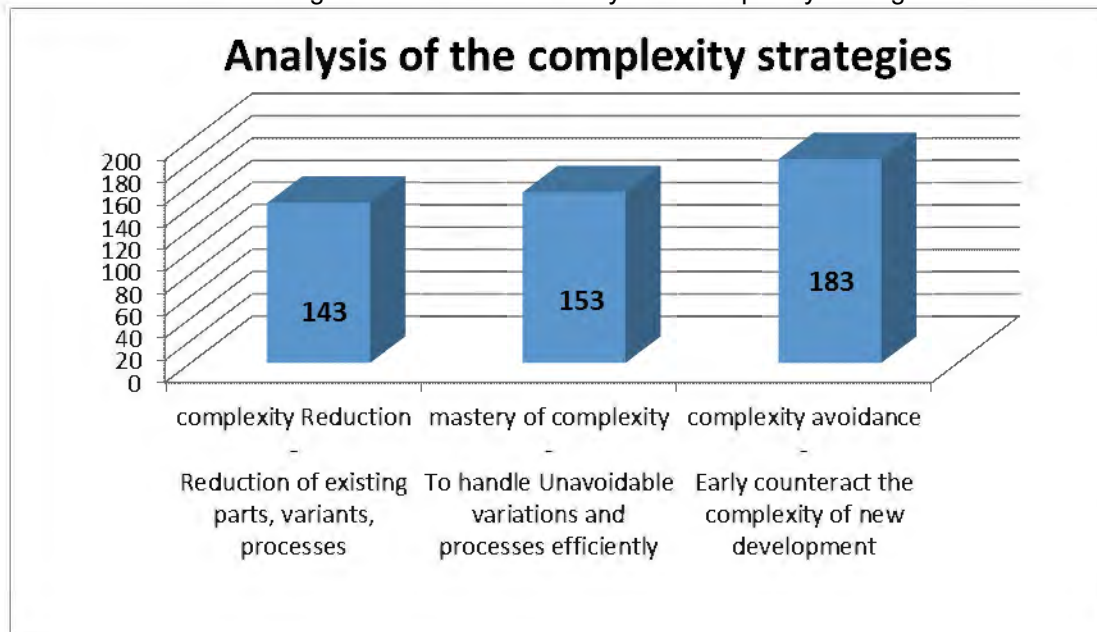 Analysis of the complexity strategies
200
180
160
140
120
100
80
60
40
20
0
143
153
183
complexity Reduction
-
Reduction of existing
parts, variants,
processes
mastery of complexity
-
To handle Unavoidable
variations and
processes efficiently
complexity avoidance
-
Early counteract the
complexity of new
development